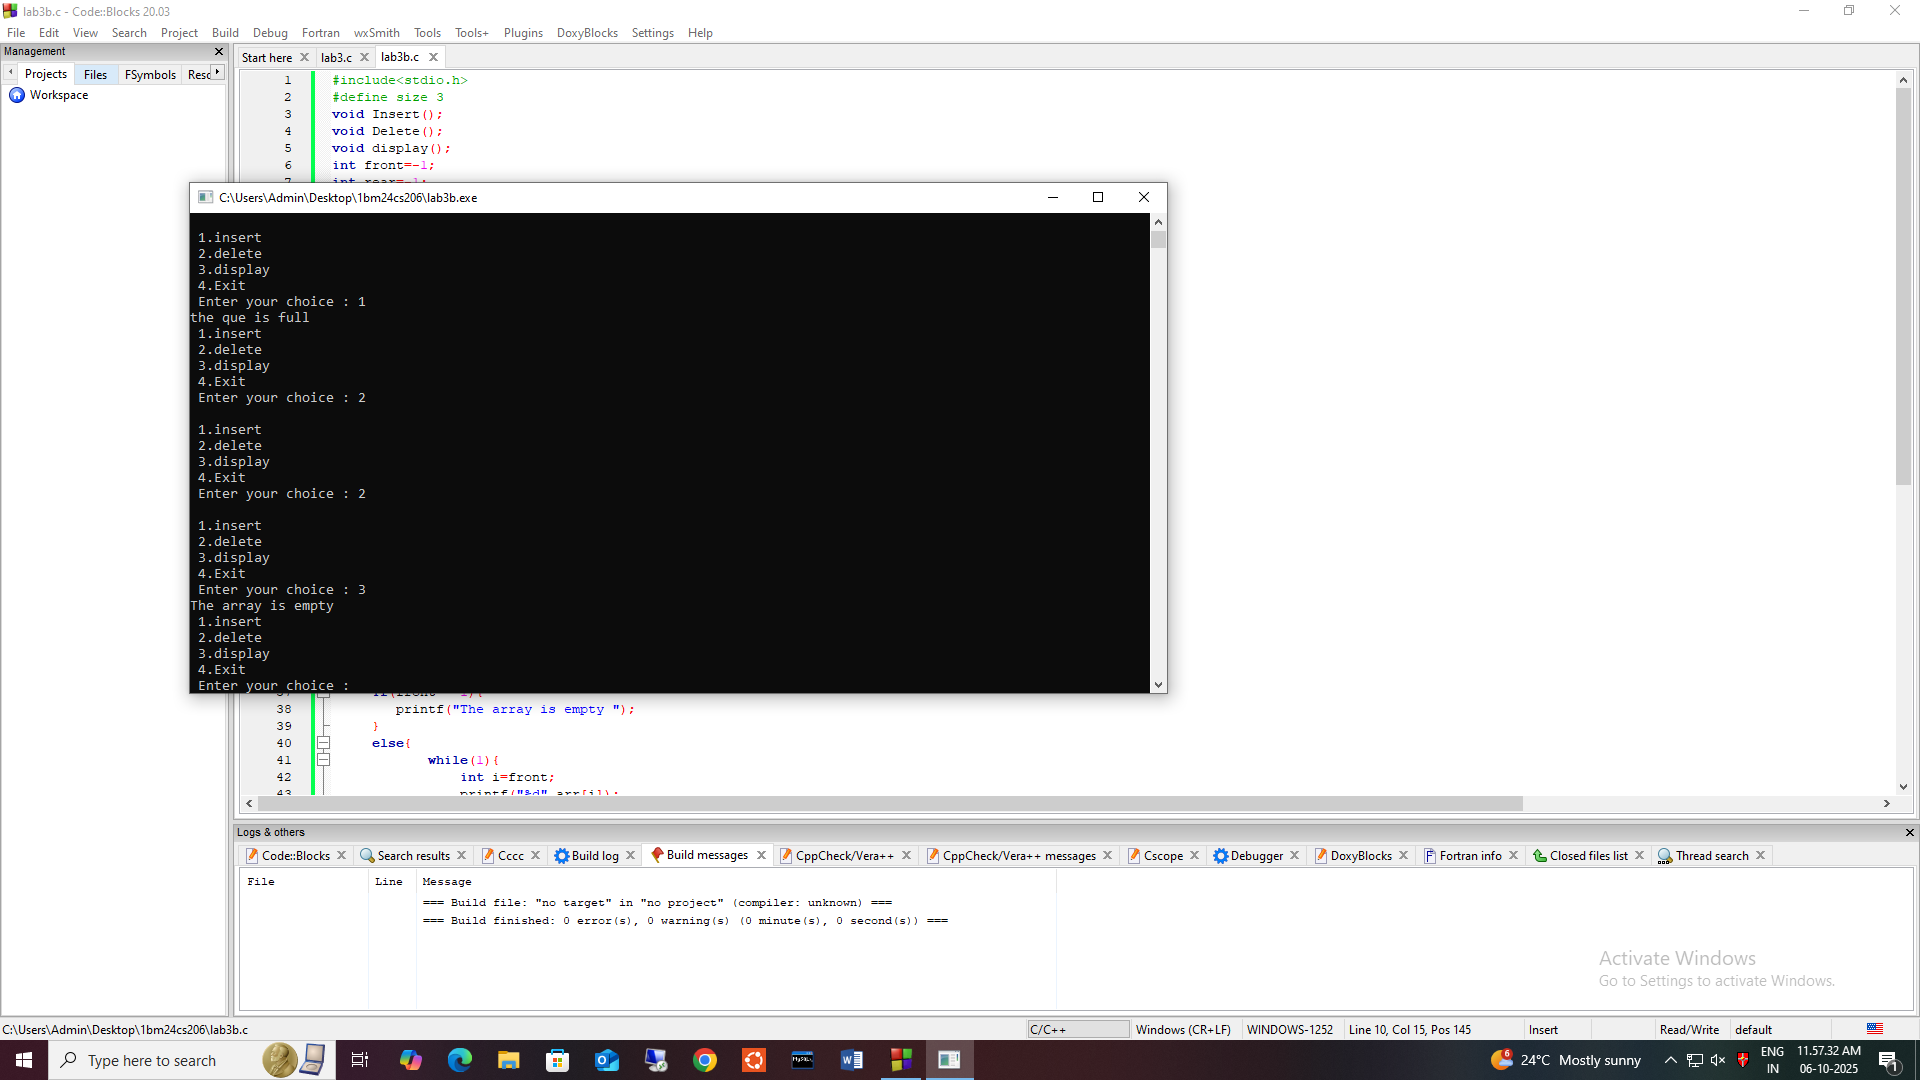 lab3b.c - Code::Blocks 20.03
File Edit View Search Project Build Debug Fortran wxSmith Tools Tools+ Plugins DoxyBlocks Settings Help
Management
Projects Files FSymbols Resc
Workspace
Start here lab3.c lab3b.c
1 #include<stdio.h>
2 #define size 3
3 void Insert();
4 void Delete();
5 void display();
6 int front=-1;
7 int rear=-1;
C:\Users\Admin\Desktop\1bm24cs206\lab3b.exe
1.insert
2.delete
3.display
4.Exit
Enter your choice : 1
the que is full
1.insert
2.delete
3.display
4.Exit
Enter your choice : 2
1.insert
2.delete
3.display
4.Exit
Enter your choice : 2
1.insert
2.delete
3.display
4.Exit
Enter your choice : 3
The array is empty
1.insert
2.delete
3.display
4.Exit
Enter your choice :
38 printf("The array is empty ");
39 }
40 else{
41 while(1){
42 int i=front;
43 printf("%d",arr[i]);
Logs & others
Code::Blocks Search results Cccc Build log Build messages CppCheck/Vera++ CppCheck/Vera++ messages Cscope Debugger DoxyBlocks Fortran info Closed files list Thread search
File Line Message
=== Build file: "no target" in "no project" (compiler: unknown) ===
=== Build finished: 0 error(s), 0 warning(s) (0 minute(s), 0 second(s)) ===
Activate Windows
Go to Settings to activate Windows.
C:\Users\Admin\Desktop\1bm24cs206\lab3b.c C/C++ Windows (CR+LF) WINDOWS-1252 Line 10, Col 15, Pos 145 Insert Read/Write default
Type here to search
6 24°C Mostly sunny
ENG
IN
11.57.32 AM
06-10-2025
1